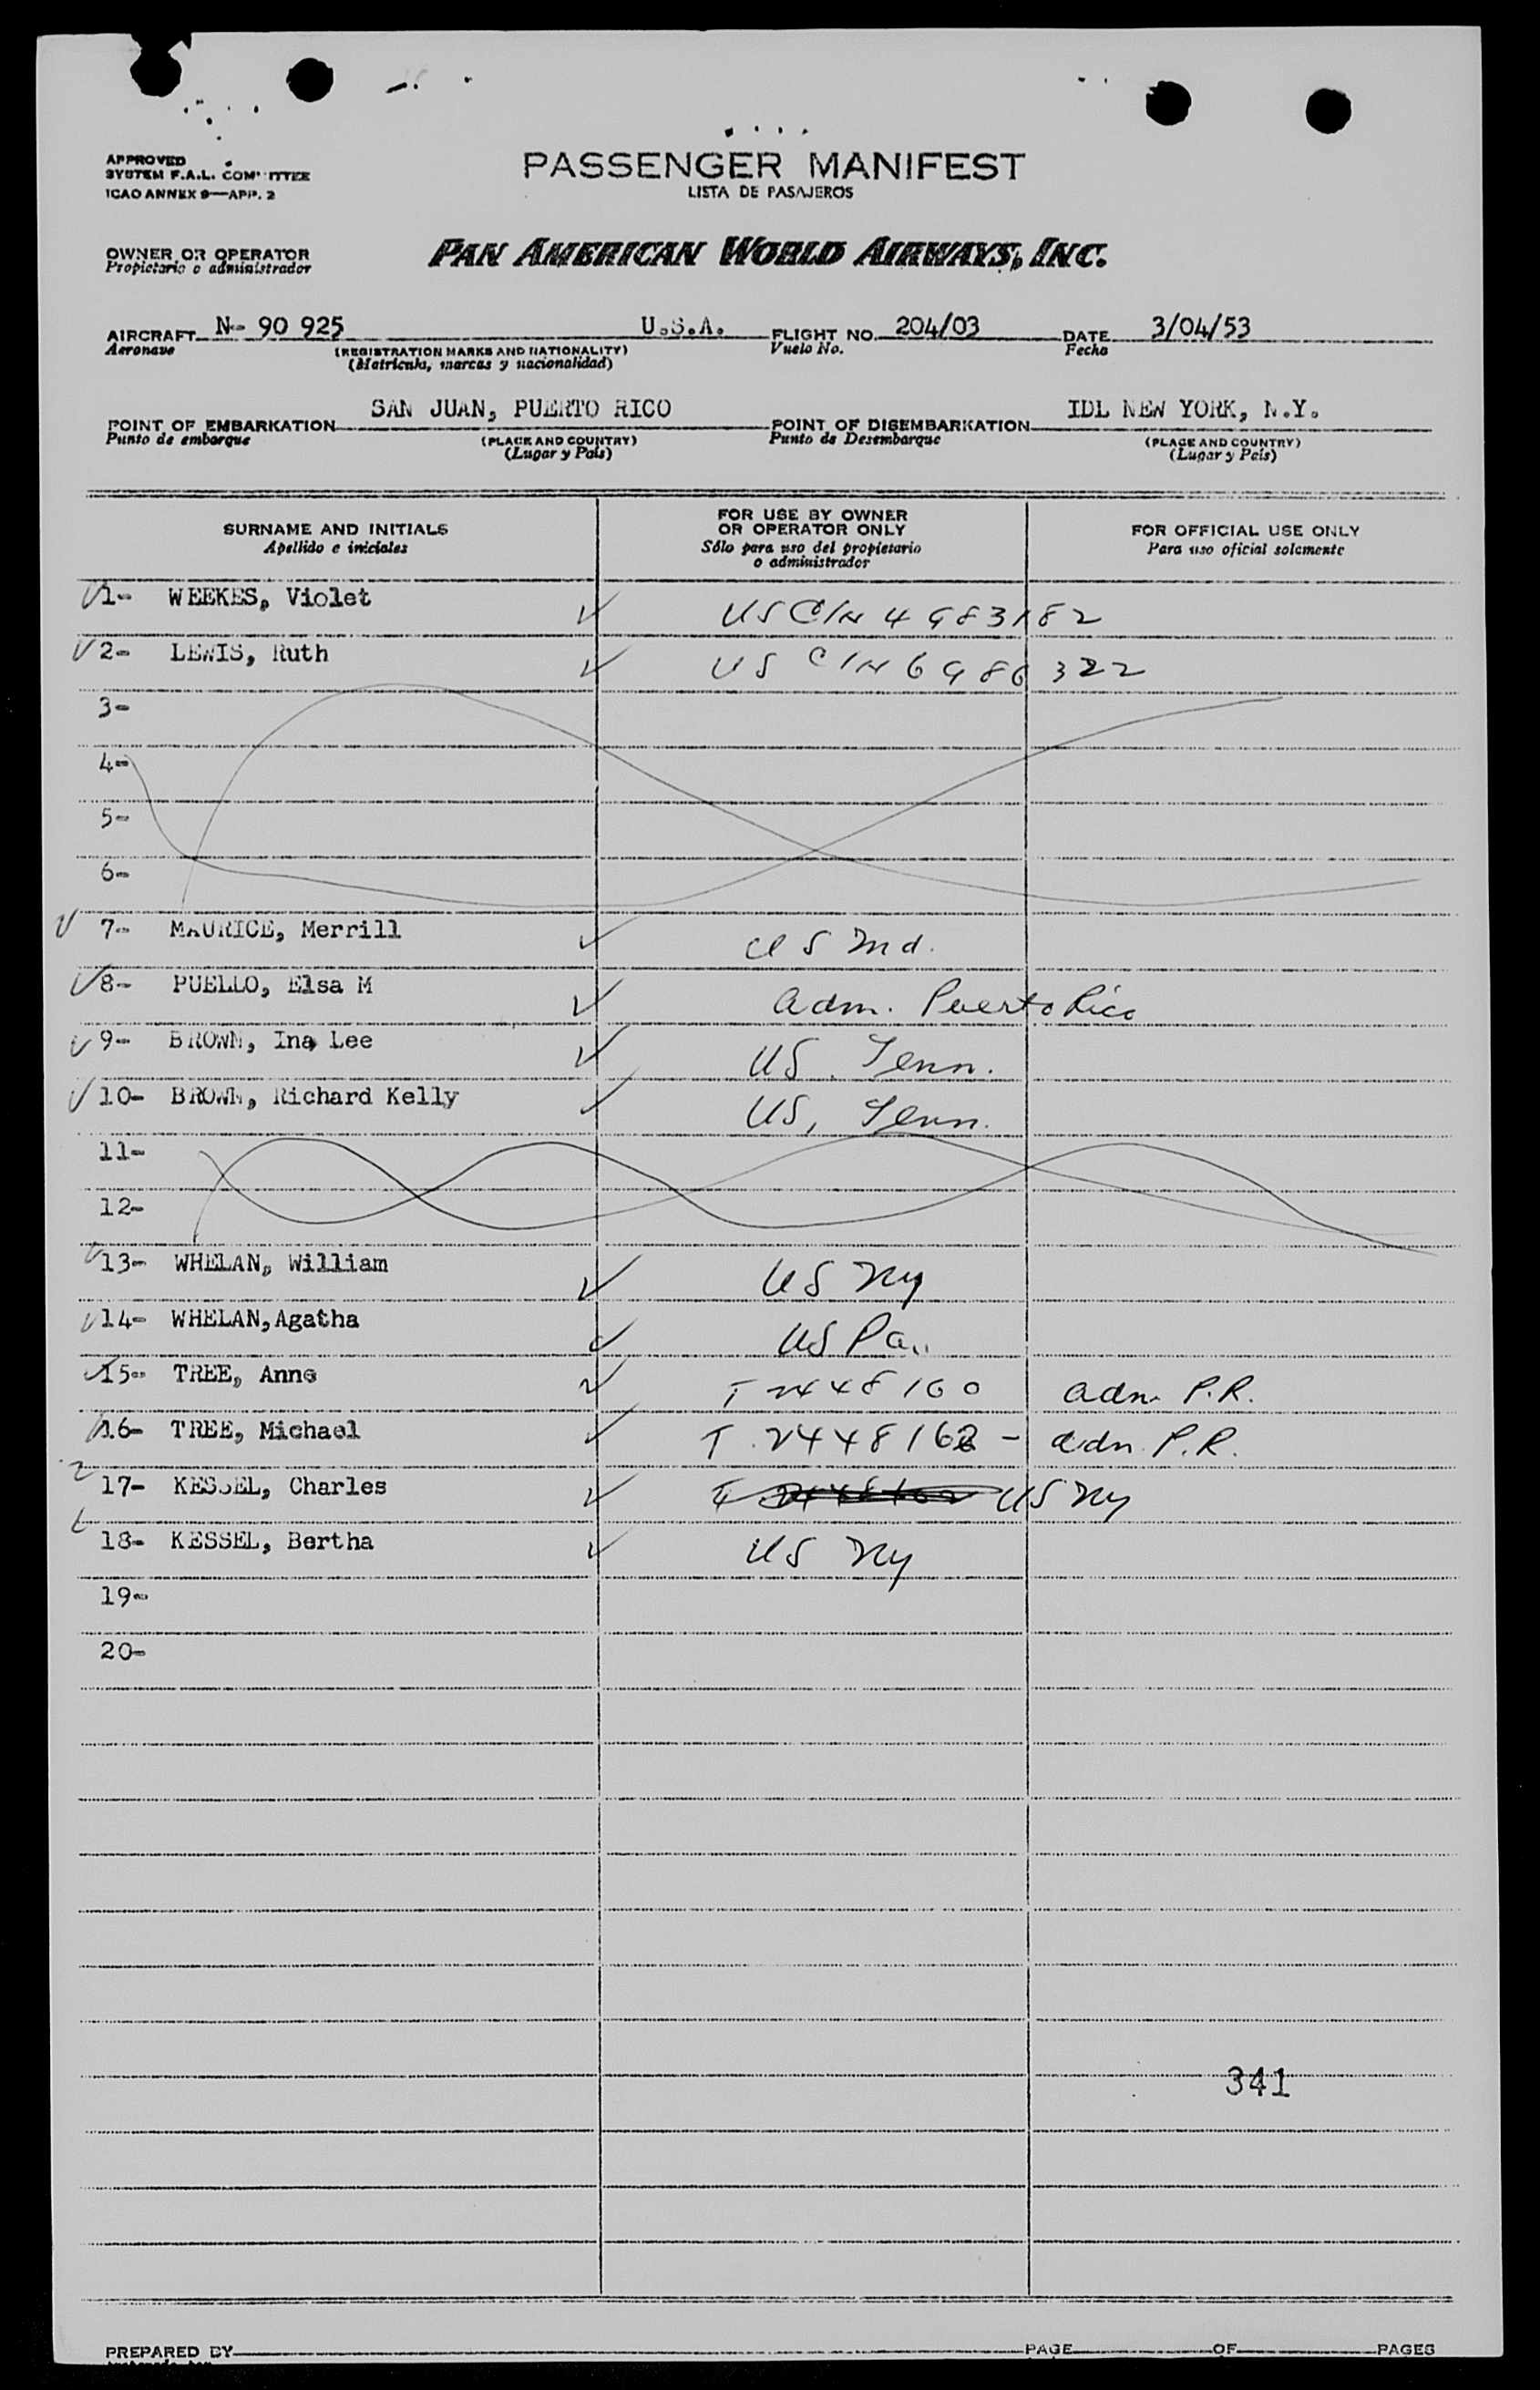 APPROVED
SYSTEM F.A.L. COMMITTEE
ICAO ANNEX 9—APP. 2
PASSENGER MANIFEST
LISTA DE PASAJEROS
OWNER OR OPERATOR
Propietario o administrador
PAN AMERICAN WORLD AIRWAYS, INC.
AIRCRAFT N- 90 925 U.S.A. FLIGHT NO. 204/03 DATE 3/04/53
Aeronave (REGISTRATION MARKS AND NATIONALITY) Vuelo No. Fecha
(Matrícula, marcas y nacionalidad)
POINT OF EMBARKATION SAN JUAN, PUERTO RICO POINT OF DISEMBARKATION IDL NEW YORK, N.Y.
Punto de embarque (PLACE AND COUNTRY) Punto de Desembarque (PLACE AND COUNTRY)
(Lugar y País) (Lugar y País)
SURNAME AND INITIALS FOR USE BY OWNER OR OPERATOR ONLY FOR OFFICIAL USE ONLY
Apellido e iniciales Sólo para uso del propietario o administrador Para uso oficial solamente
1- WEEKES, Violet US C/N 4983182
2- LEWIS, Ruth US C/N 6986322
3-
4-
5-
6-
7- MAURICE, Merrill US Md.
8- PUELLO, Elsa M adm. Puerto Rico
9- BROWN, Ina Lee US. Tenn.
10- BROWN, Richard Kelly US, Tenn.
11-
12-
13- WHELAN, William US NY
14- WHELAN, Agatha US Pa.
15- TREE, Anne T 2448160 adm P.R.
16- TREE, Michael T. 2448162 - adm P.R.
17- KESSEL, Charles US NY
18- KESSEL, Bertha US NY
19-
20-
341
PREPARED BY PAGE OF PAGES